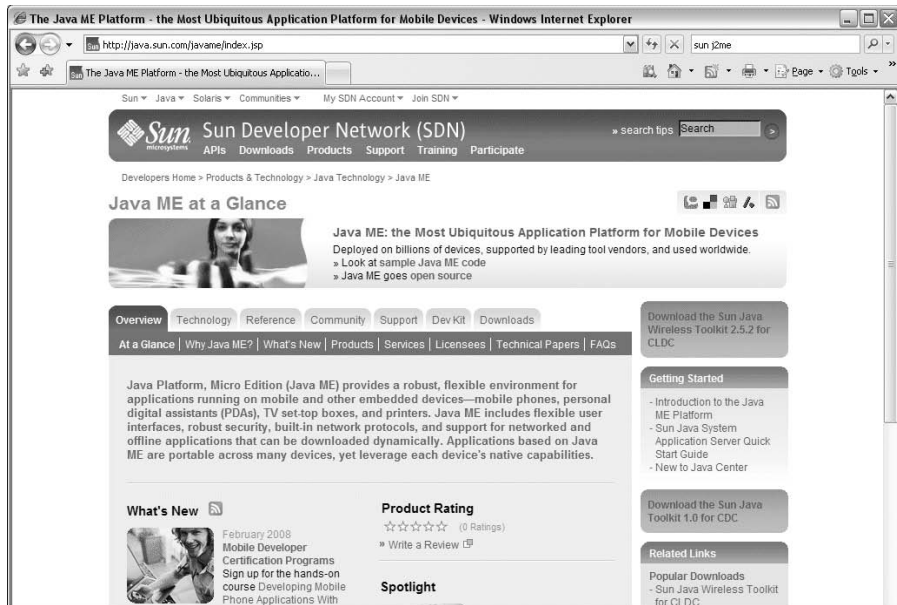 The Java ME Platform - the Most Ubiquitous Application Platform for Mobile Devices - Windows Internet Explorer
http://java.sun.com/javame/index.jsp
sun j2me
The Java ME Platform - the Most Ubiquitous Applicatio...
Page
Tools
Sun Java Solaris Communities My SDN Account Join SDN
Sun
microsystems
Sun Developer Network (SDN)
» search tips Search
APIs Downloads Products Support Training Participate
Developers Home > Products & Technology > Java Technology > Java ME
Java ME at a Glance
Java ME: the Most Ubiquitous Application Platform for Mobile Devices
Deployed on billions of devices, supported by leading tool vendors, and used worldwide.
» Look at sample Java ME code
» Java ME goes open source
Overview Technology Reference Community Support Dev Kit Downloads
At a Glance | Why Java ME? | What's New | Products | Services | Licensees | Technical Papers | FAQs
Java Platform, Micro Edition (Java ME) provides a robust, flexible environment for
applications running on mobile and other embedded devices—mobile phones, personal
digital assistants (PDAs), TV set-top boxes, and printers. Java ME includes flexible user
interfaces, robust security, built-in network protocols, and support for networked and
offline applications that can be downloaded dynamically. Applications based on Java
ME are portable across many devices, yet leverage each device's native capabilities.
What's New
February 2008
Mobile Developer
Certification Programs
Sign up for the hands-on
course Developing Mobile
Phone Applications With
Product Rating
(0 Ratings)
» Write a Review
Spotlight
Download the Sun Java
Wireless Toolkit 2.5.2 for
CLDC
Getting Started
- Introduction to the Java
ME Platform
- Sun Java System
Application Server Quick
Start Guide
- New to Java Center
Download the Sun Java
Toolkit 1.0 for CDC
Related Links
Popular Downloads
- Sun Java Wireless Toolkit
for CLDC